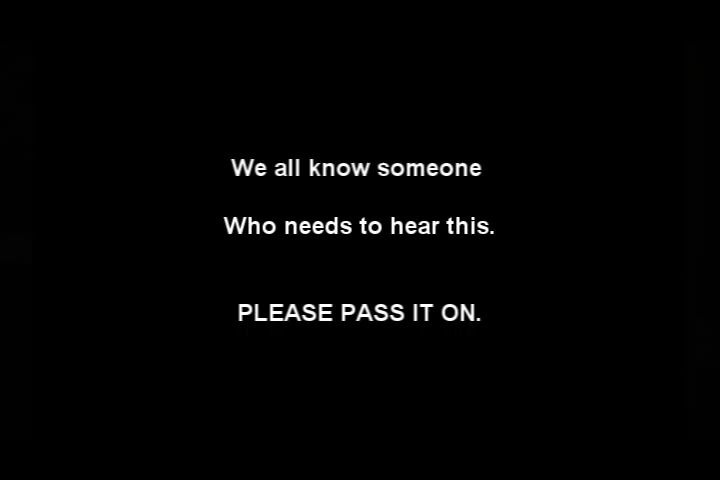 We all know someone
Who needs to hear this.
PLEASE PASS IT ON.